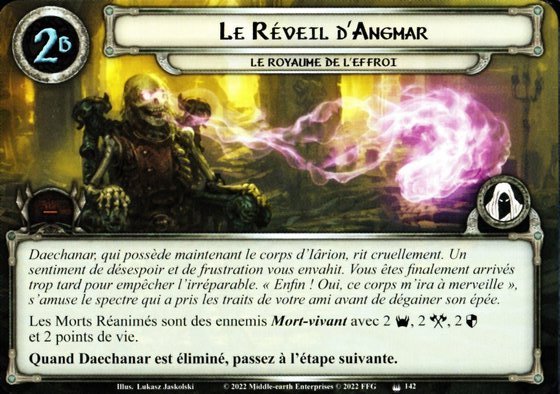 2B
LE RÉVEIL D'ANGMAR
LE ROYAUME DE L'EFFROI
Daechanar, qui possède maintenant le corps d'Iârion, rit cruellement. Un
sentiment de désespoir et de frustration vous envahit. Vous êtes finalement arrivés
trop tard pour empêcher l'irréparable. « Enfin ! Oui, ce corps m'ira à merveille »,
s'amuse le spectre qui a pris les traits de votre ami avant de dégainer son épée.
Les Morts Réanimés sont des ennemis Mort-vivant avec 2 , 2 , 2
et 2 points de vie.
Quand Daechanar est éliminé, passez à l'étape suivante.
Illus. Lukasz Jaskolski © 2022 Middle-earth Enterprises © 2022 FFG 142